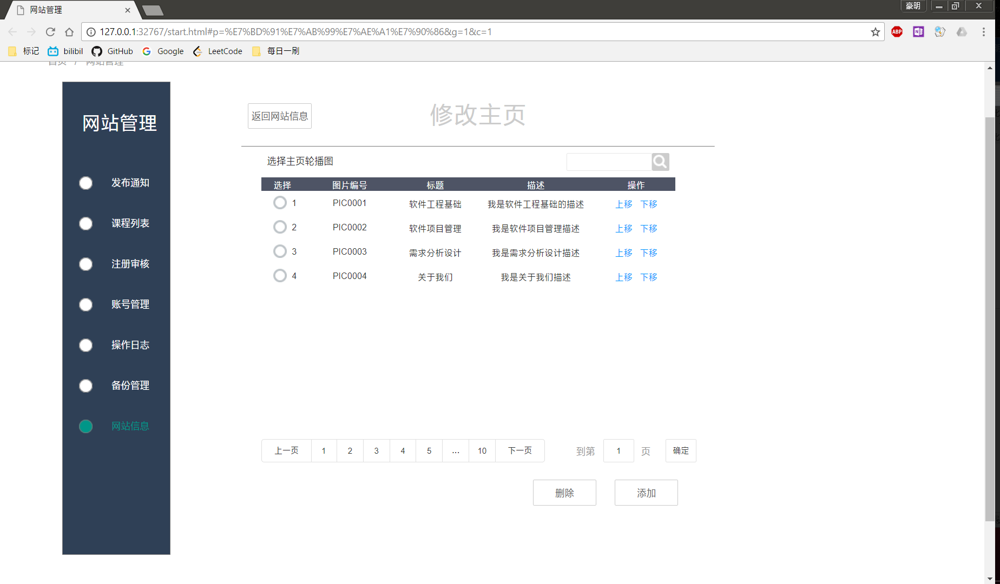 网站管理
豪明
127.0.0.1:32767/start.html#p=%E7%BD%91%E7%AB%99%E7%AE%A1%E7%90%86&g=1&c=1
ABP
N
标记 bilibil GitHub Google LeetCode 每日一刷
首页 / 网站管理
网站管理
发布通知
课程列表
注册审核
账号管理
操作日志
备份管理
网站信息
返回网站信息
修改主页
选择主页轮播图
选择 图片编号 标题 描述 操作
1 PIC0001 软件工程基础 我是软件工程基础的描述 上移 下移
2 PIC0002 软件项目管理 我是软件项目管理描述 上移 下移
3 PIC0003 需求分析设计 我是需求分析设计描述 上移 下移
4 PIC0004 关于我们 我是关于我们描述 上移 下移
上一页 1 2 3 4 5 ... 10 下一页 到第 1 页 确定
删除 添加